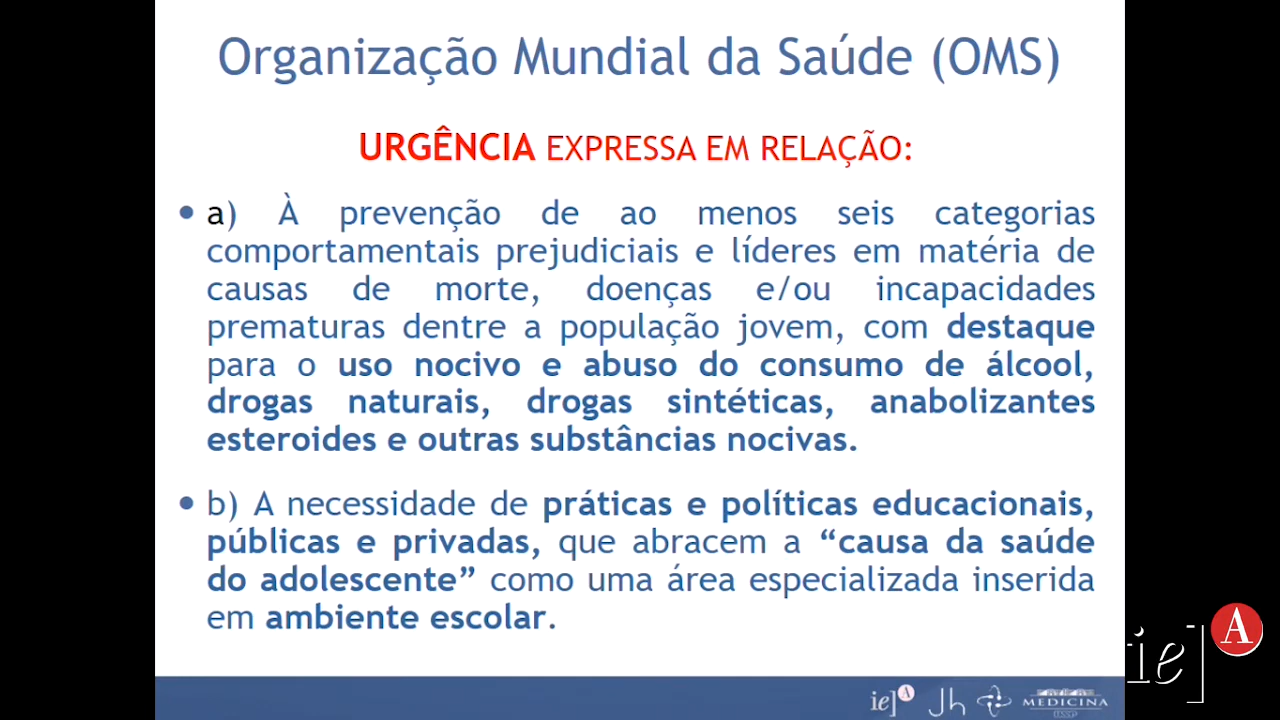 Organização Mundial da Saúde (OMS)
URGÊNCIA EXPRESSA EM RELAÇÃO:
• a) À prevenção de ao menos seis categorias
comportamentais prejudiciais e líderes em matéria de
causas de morte, doenças e/ou incapacidades
prematuras dentre a população jovem, com destaque
para o uso nocivo e abuso do consumo de álcool,
drogas naturais, drogas sintéticas, anabolizantes
esteroides e outras substâncias nocivas.
• b) A necessidade de práticas e políticas educacionais,
públicas e privadas, que abracem a “causa da saúde
do adolescente” como uma área especializada inserida
em ambiente escolar.
ie] A
Jh
MEDICINA
ie] A